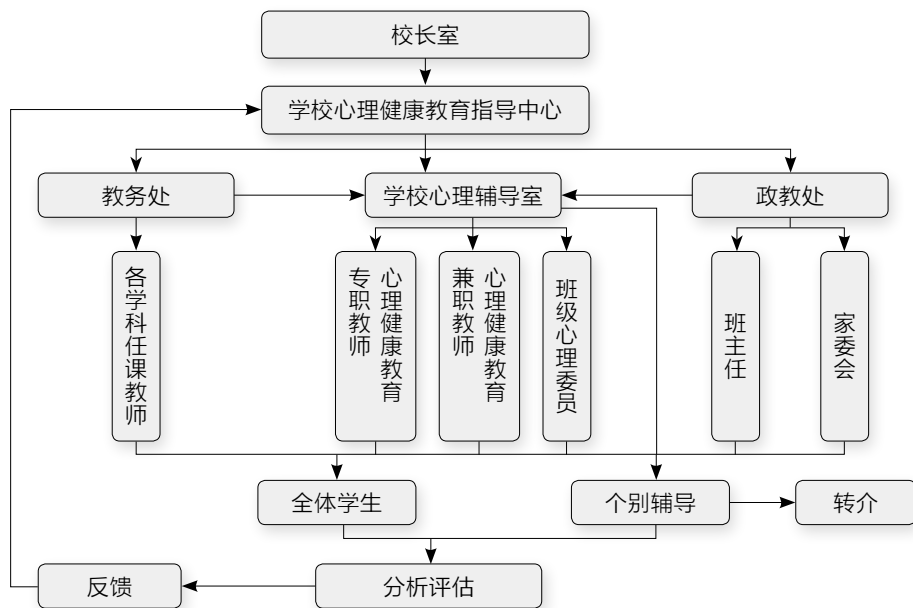 校长室
学校心理健康教育指导中心
教务处
学校心理辅导室
政教处
各学科任课教师
心理健康教育
专职教师
心理健康教育
兼职教师
班级心理委员
班主任
家委会
全体学生
个别辅导
转介
反馈
分析评估